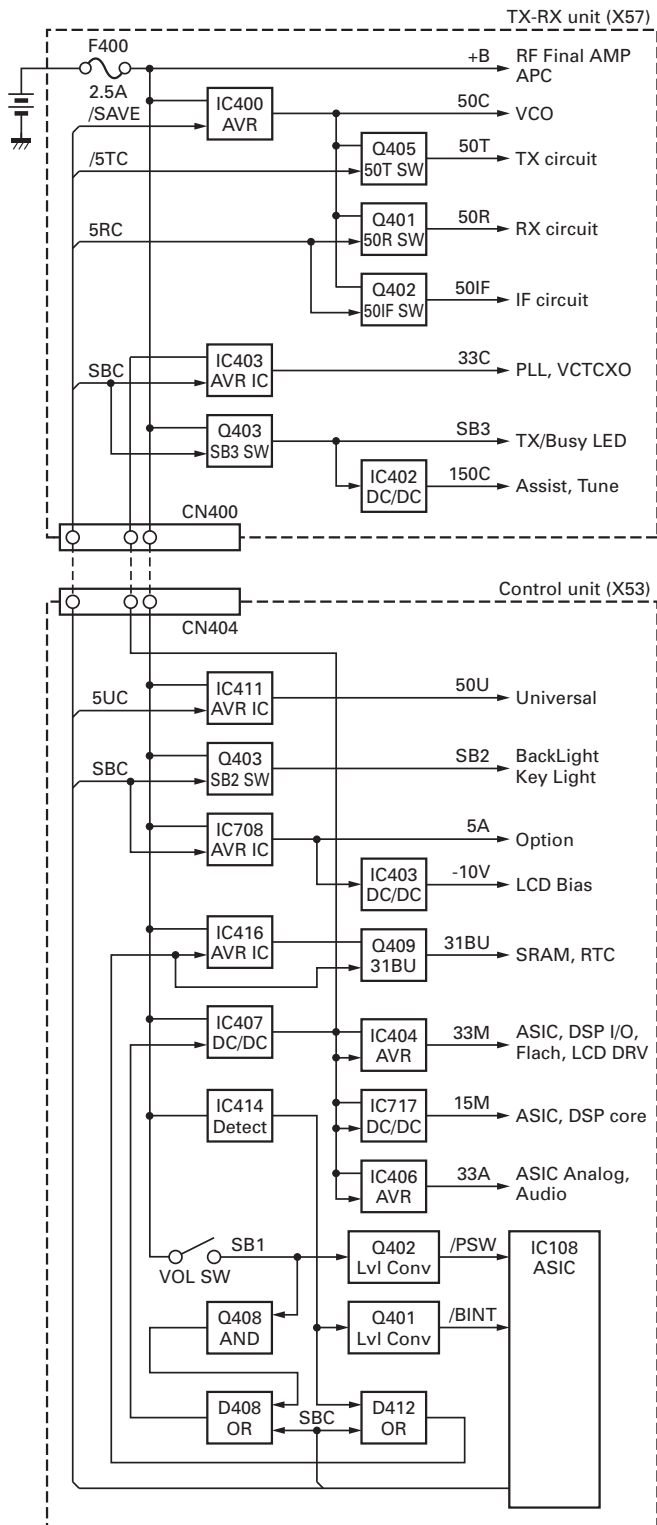 TX-RX unit (X57)
F400
2.5A
+B
RF Final AMP
APC
/SAVE
IC400
AVR
50C
VCO
/5TC
Q405
50T SW
50T
TX circuit
5RC
Q401
50R SW
50R
RX circuit
Q402
50IF SW
50IF
IF circuit
SBC
IC403
AVR IC
33C
PLL, VCTCXO
Q403
SB3 SW
SB3
TX/Busy LED
IC402
DC/DC
150C
Assist, Tune
CN400
Control unit (X53)
CN404
5UC
IC411
AVR IC
50U
Universal
SBC
Q403
SB2 SW
SB2
BackLight
Key Light
IC708
AVR IC
5A
Option
IC403
DC/DC
-10V
LCD Bias
IC416
AVR IC
Q409
31BU
31BU
SRAM, RTC
IC407
DC/DC
IC404
AVR
33M
ASIC, DSP I/O,
Flach, LCD DRV
IC414
Detect
IC717
DC/DC
15M
ASIC, DSP core
IC406
AVR
33A
ASIC Analog,
Audio
VOL SW
SB1
Q402
Lvl Conv
/PSW
IC108
ASIC
Q408
AND
Q401
Lvl Conv
/BINT
D408
OR
SBC
D412
OR